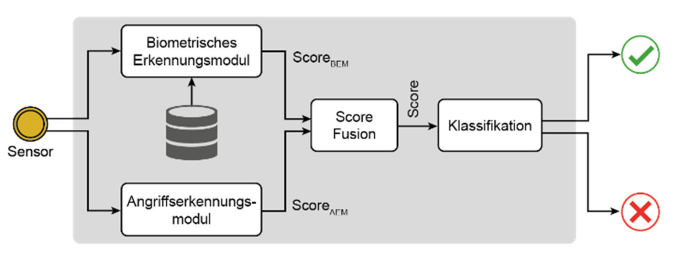 Biometrisches
Erkennungsmodul
Score_BEM
Sensor
Score
Fusion
Score
Klassifikation
Angriffserkennungs-
modul
Score_AEM